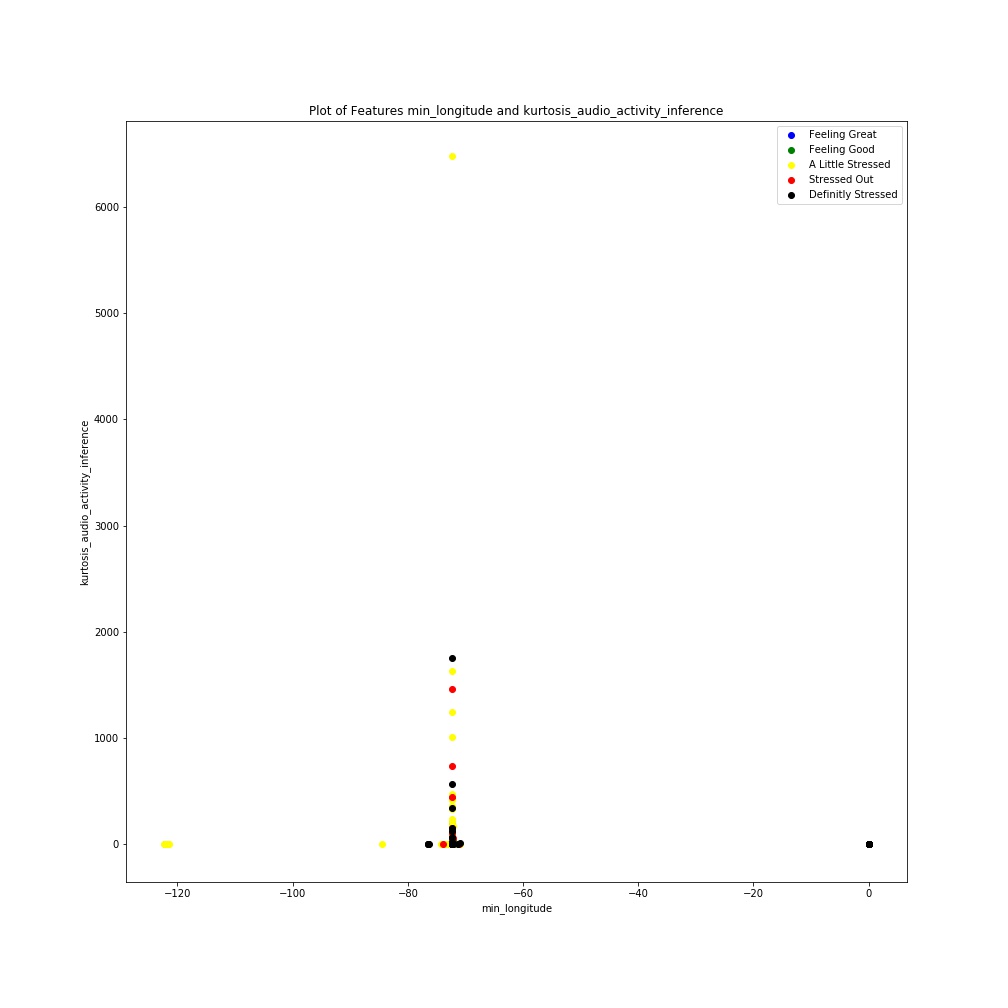 Plot of Features min_longitude and kurtosis_audio_activity_inference
Feeling Great
Feeling Good
A Little Stressed
Stressed Out
Definitly Stressed
kurtosis_audio_activity_inference
6000
5000
4000
3000
2000
1000
0
−120
−100
−80
−60
−40
−20
0
min_longitude